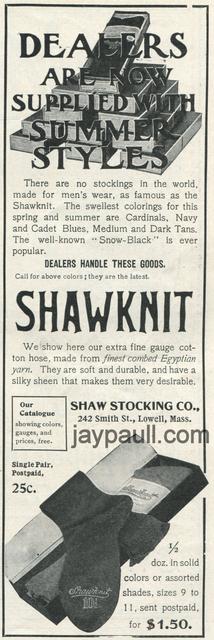 DEALERS
ARE NOW
SUPPLIED WITH
SUMMER
STYLES
There are no stockings in the world,
made for men's wear, as famous as the
Shawknit. The swellest colorings for this
spring and summer are Cardinals, Navy
and Cadet Blues, Medium and Dark Tans.
The well-known "Snow-Black" is ever
popular.
DEALERS HANDLE THESE GOODS.
Call for above colors; they are the latest.
SHAWKNIT
We show here our extra fine gauge cot-
ton hose, made from finest combed Egyptian
yarn. They are soft and durable, and have a
silky sheen that makes them very desirable.
Our
Catalogue
showing colors,
gauges, and
prices, free.
SHAW STOCKING CO.,
242 Smith St., Lowell, Mass.
jaypaull.com
Single Pair,
Postpaid,
25c.
Shawknit
½
doz. in solid
colors or assorted
shades, sizes 9 to
11, sent postpaid,
for $1.50.